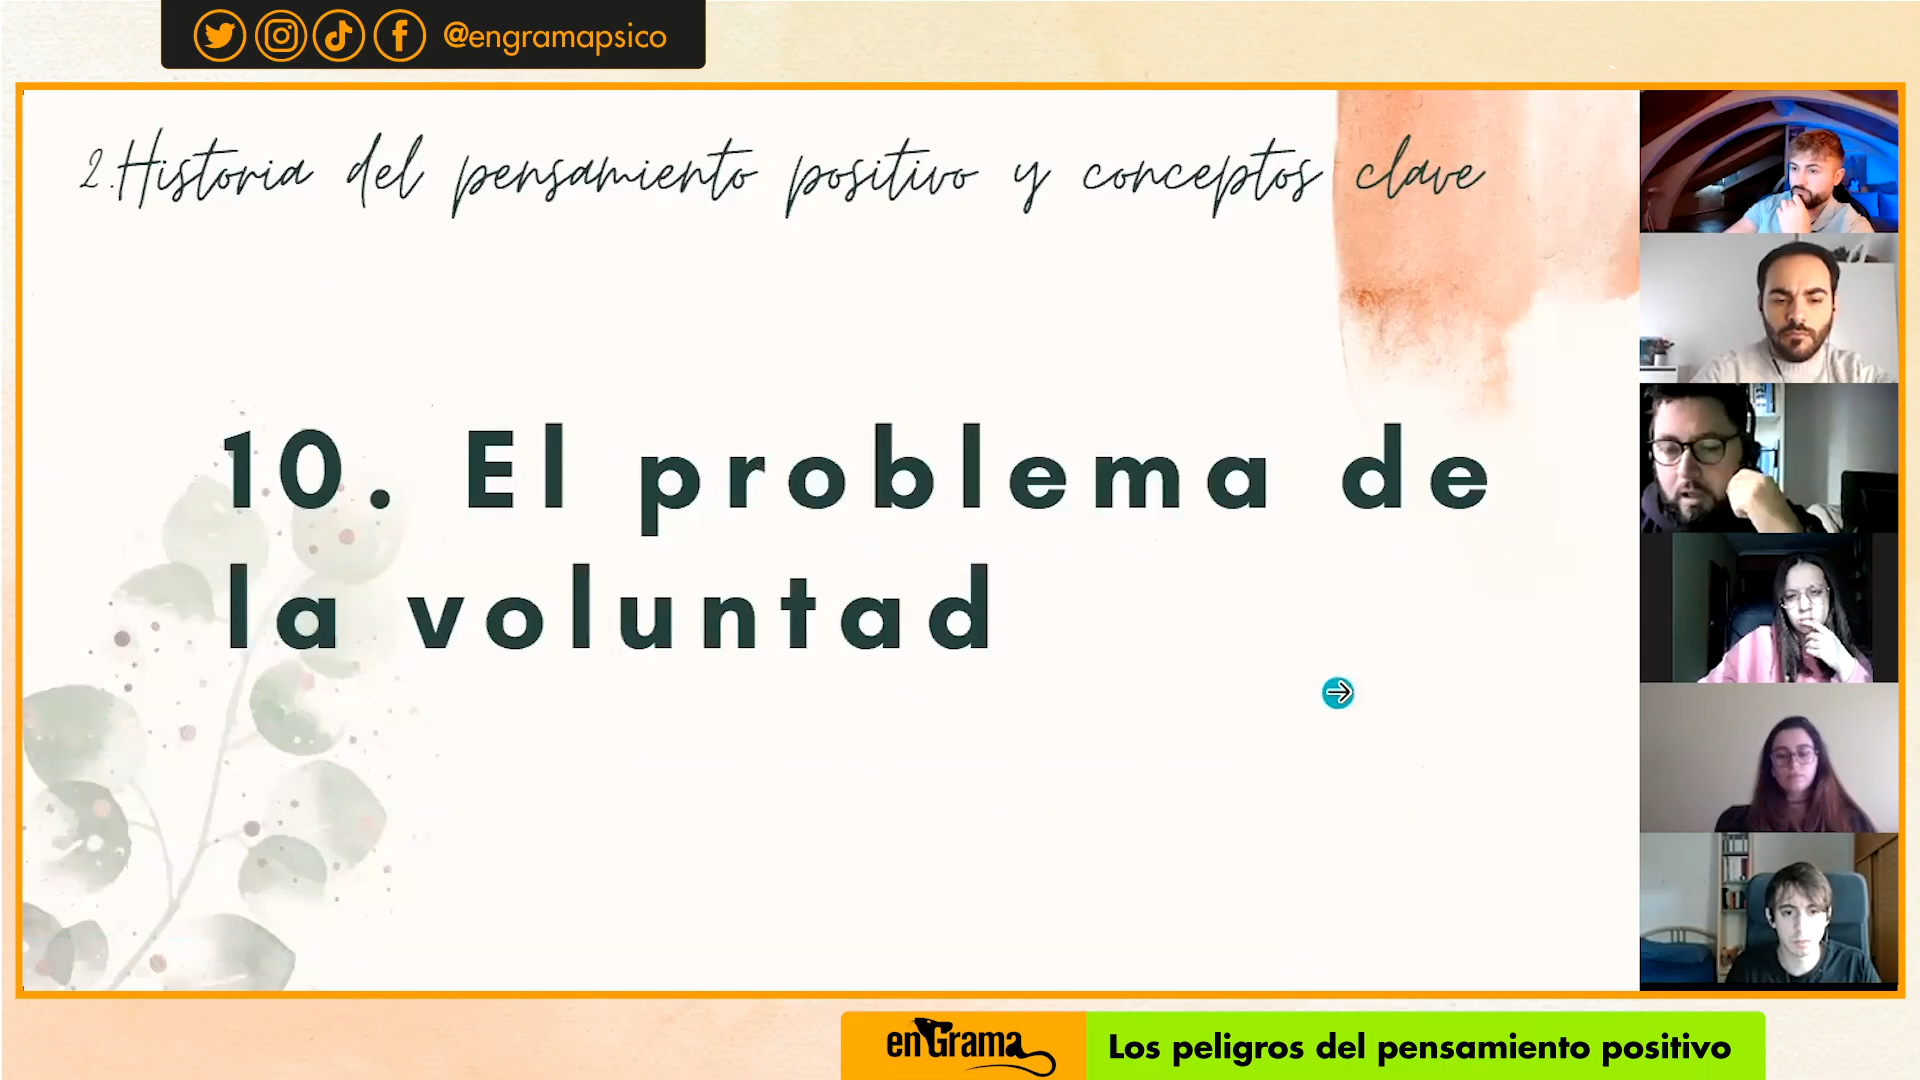 @engramapsico
2.Historia del pensamiento positivo y conceptos clave
10. El problema de
la voluntad
enGrama
Los peligros del pensamiento positivo